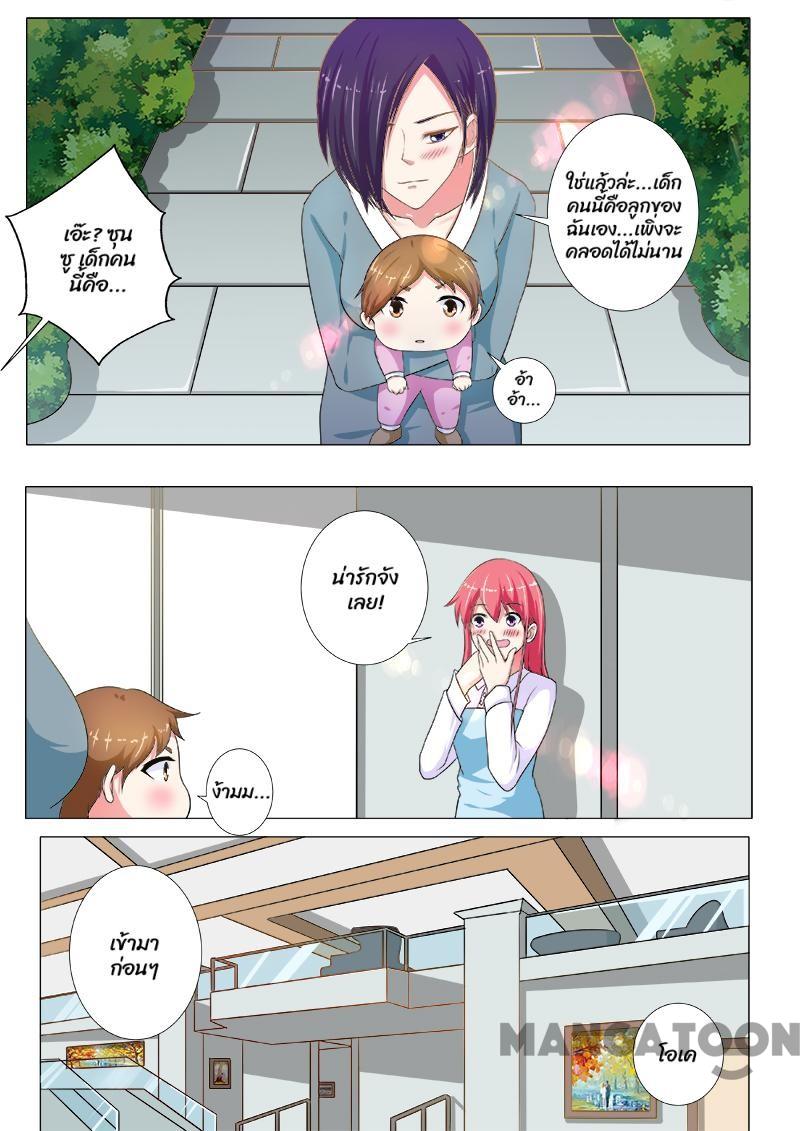 เอ๊ะ? ซุน
ซู เด็กคน
นี้คือ...
ใช่แล้วล่ะ...เด็ก
คนนี้คือลูกของ
ฉันเอง...เพิ่งจะ
คลอดได้ไม่นาน
อ้า
อ้า...
น่ารักจัง
เลย!
ง้ามม...
เข้ามา
ก่อนๆ
โอเค
MANGATOON